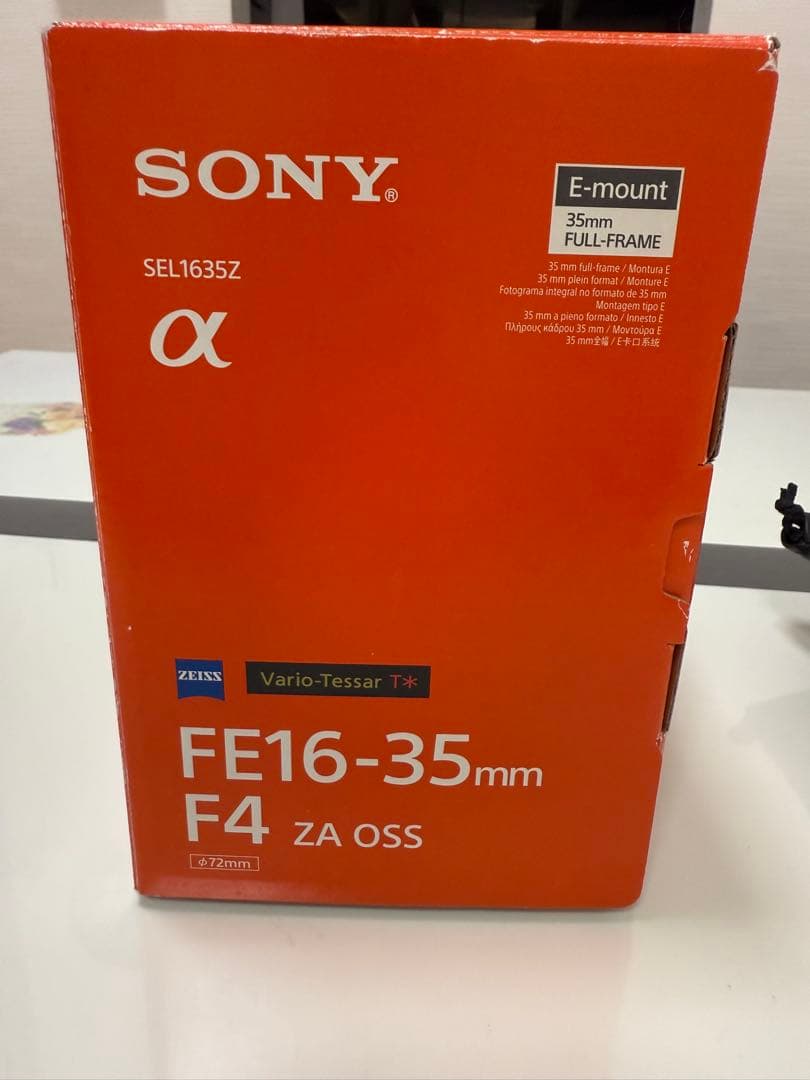 SONY®
SEL1635Z
α
E-mount
35mm
FULL-FRAME
35 mm full-frame / Montura E
35 mm plein format / Monture E
Fotograma integral no formato de 35 mm
Montagem tipo E
35 mm a pieno formato / Innesto E
Πλήρους κάδρου 35 mm / Μοντούρα E
35 mm全幅 / E卡口系統
ZEISS
Vario-Tessar T*
FE16-35mm
F4 ZA OSS
φ72mm